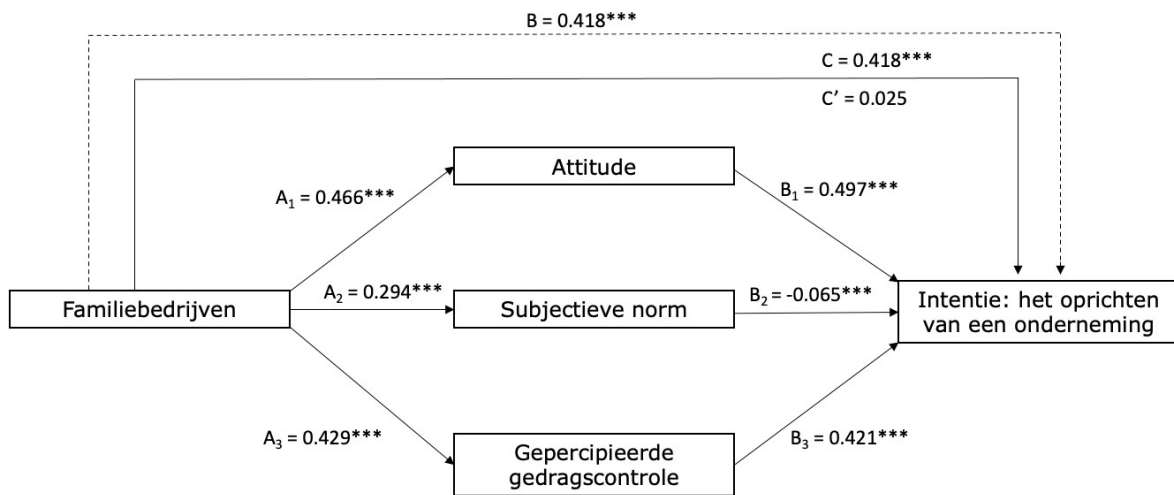 B = 0.418***
C = 0.418***
C’ = 0.025
Attitude
A₁ = 0.466***
B₁ = 0.497***
Familiebedrijven
A₂ = 0.294***
Subjectieve norm
B₂ = -0.065***
Intentie: het oprichten
van een onderneming
A₃ = 0.429***
Gepercipieerde
gedragscontrole
B₃ = 0.421***